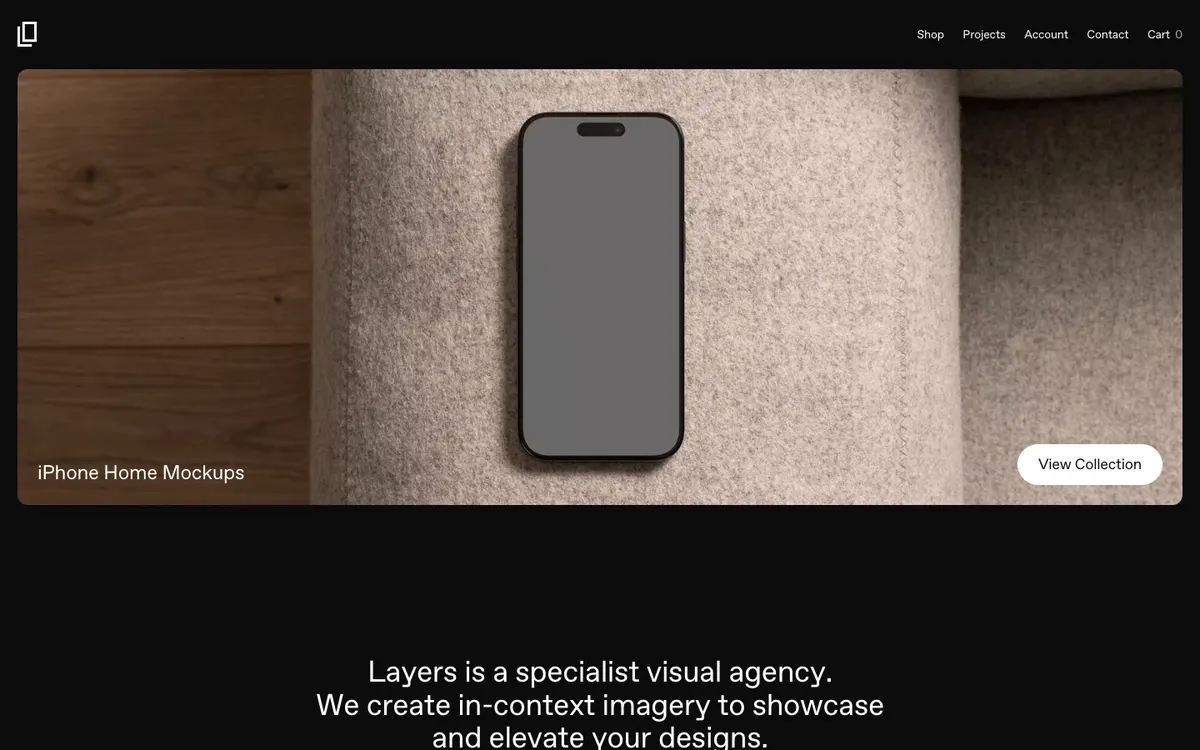 Shop
Projects
Account
Contact
Cart 0
iPhone Home Mockups
View Collection
Layers is a specialist visual agency.
We create in-context imagery to showcase
and elevate your designs.